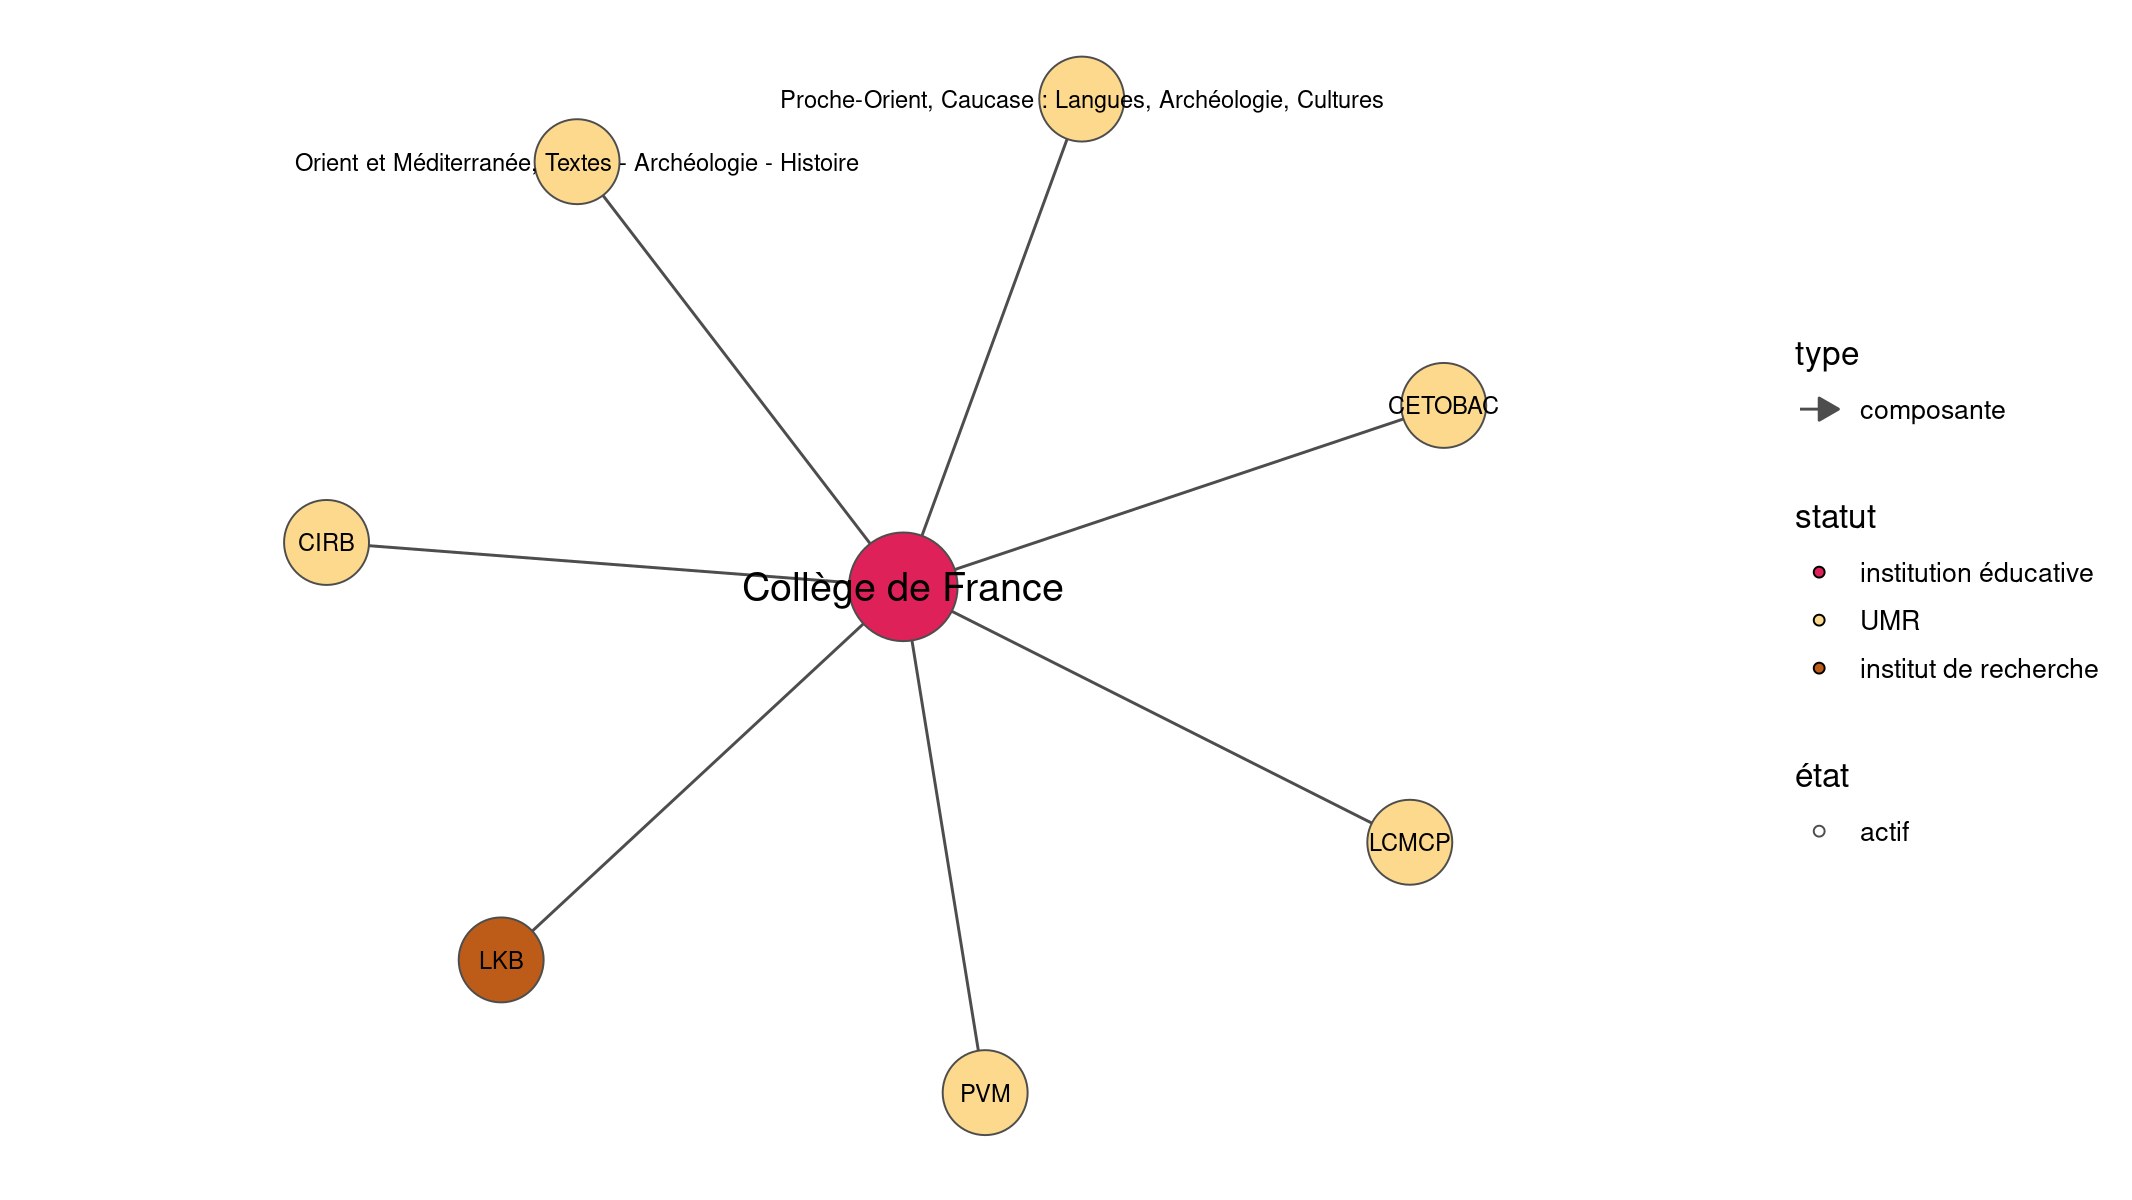 Proche-Orient, Caucase : Langues, Archéologie, Cultures
Orient et Méditerranée, Textes - Archéologie - Histoire
CETOBAC
CIRB
Collège de France
LCMCP
LKB
PVM
type
composante
statut
institution éducative
UMR
institut de recherche
état
actif